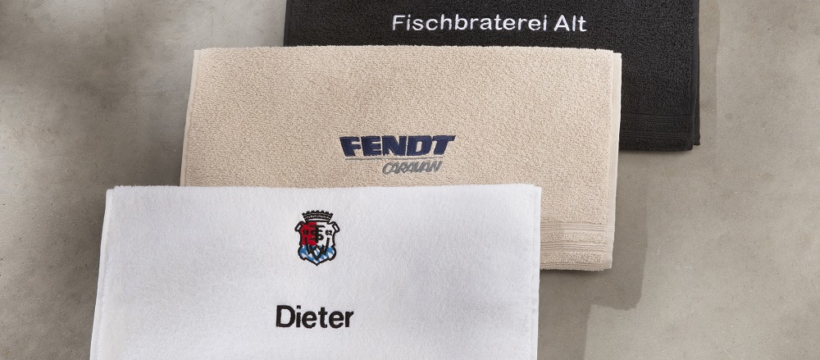 Fischbraterei Alt
FENDT
CARAVAN
Dieter